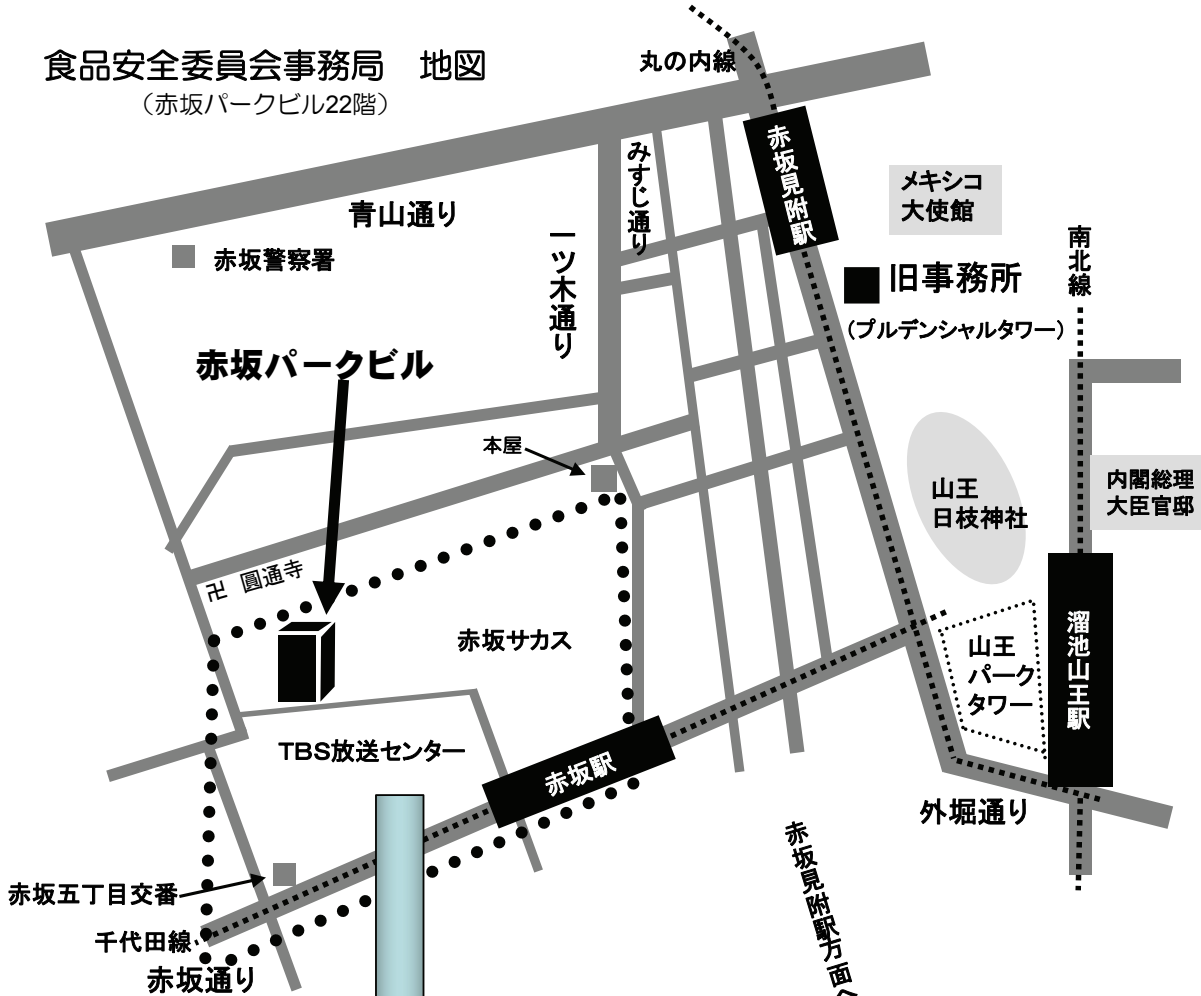 食品安全委員会事務局　地図
（赤坂パークビル22階）
丸の内線
赤坂見附駅
みすじ通り
メキシコ
大使館
青山通り
赤坂警察署
一ツ木通り
南北線
旧事務所
（プルデンシャルタワー）
赤坂パークビル
本屋
山王
日枝神社
内閣総理
大臣官邸
卍　圓通寺
赤坂サカス
山王
パーク
タワー
溜池山王駅
TBS放送センター
赤坂駅
外堀通り
赤坂見附駅方面へ
赤坂五丁目交番
千代田線
赤坂通り